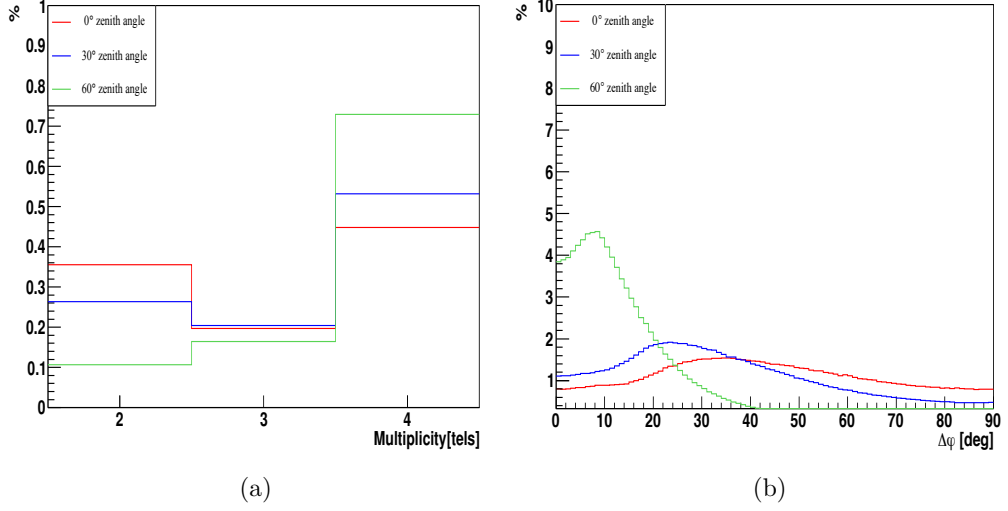 %
1
0.9
0.8
0.7
0.6
0.5
0.4
0.3
0.2
0.1
0
0° zenith angle
30° zenith angle
60° zenith angle
2 3 4
Multiplicity[tels]
(a)
%
10
9
8
7
6
5
4
3
2
1
0° zenith angle
30° zenith angle
60° zenith angle
0 10 20 30 40 50 60 70 80 90
Δφ [deg]
(b)